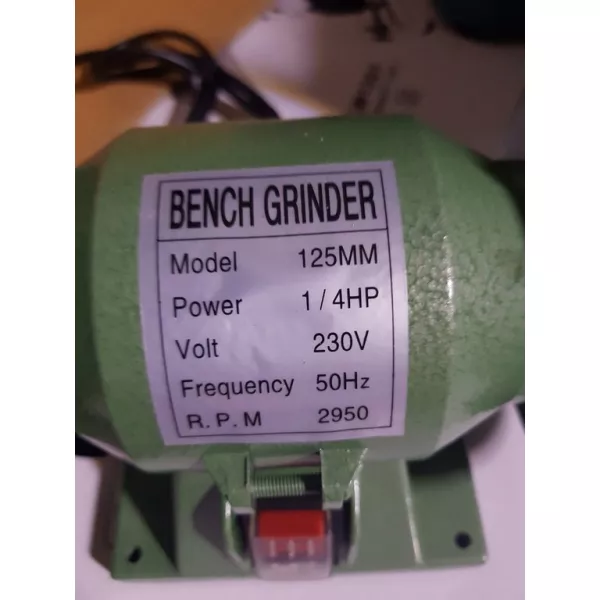 BENCH GRINDER
Model 125MM
Power 1 / 4HP
Volt 230V
Frequency 50Hz
R. P. M 2950